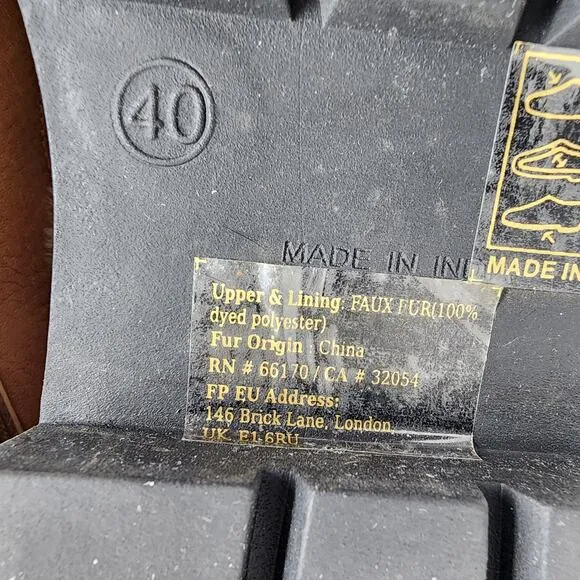 40
MADE IN
MADE IN
Upper & Lining: FAUX FUR(100%
dyed polyester)
Fur Origin : China
RN # 66170 / CA # 32054
FP EU Address:
146 Brick Lane, London,
UK, E1 6RU